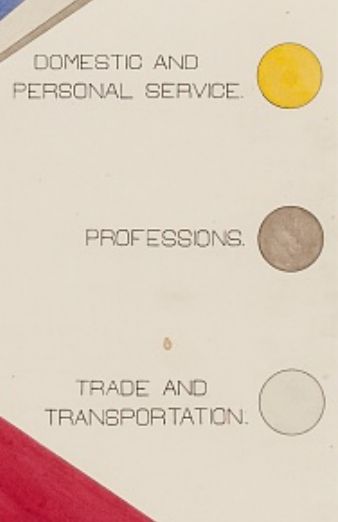 DOMESTIC AND
PERSONAL SERVICE.
PROFESSIONS.
TRADE AND
TRANSPORTATION.